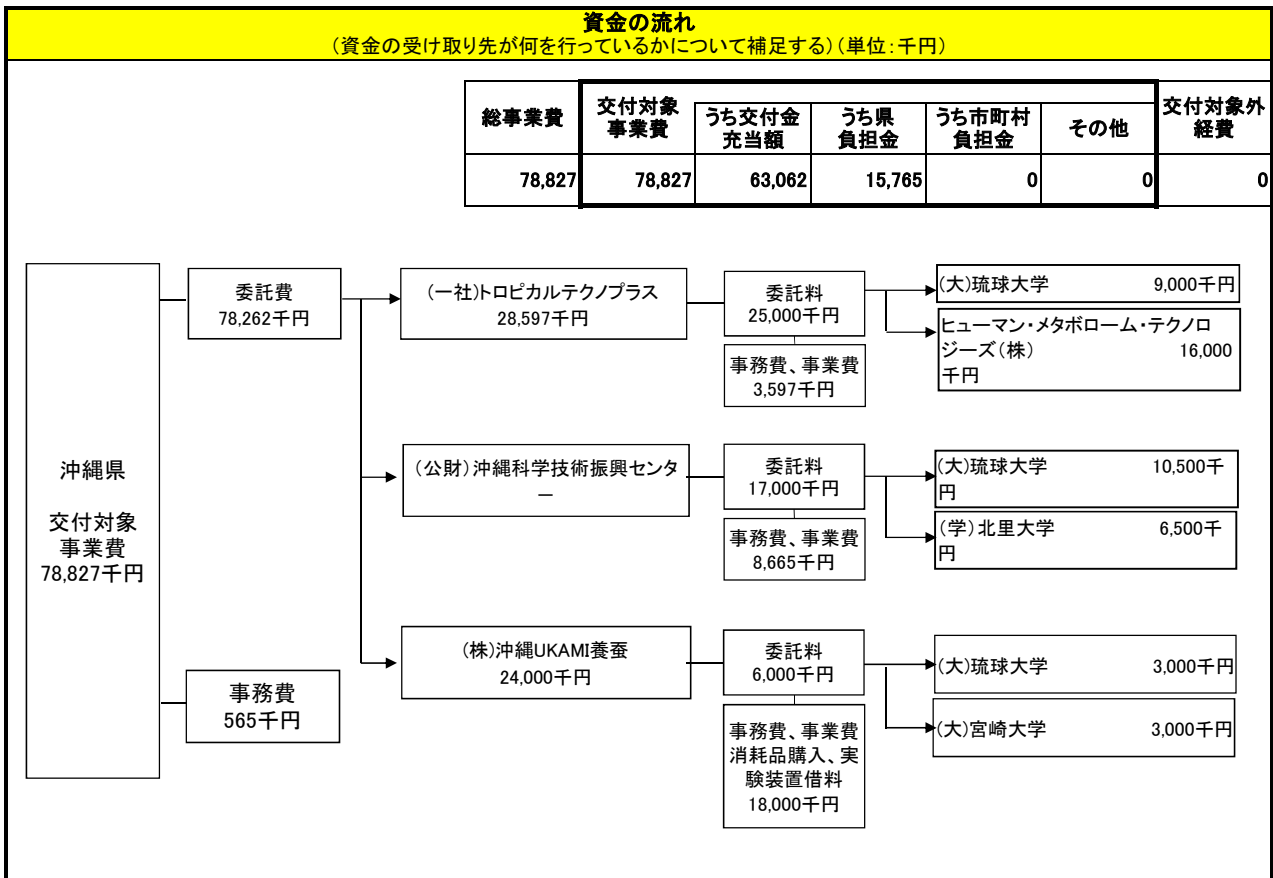 資金の流れ
(資金の受け取り先が何を行っているかについて補足する)(単位:千円)
総事業費
交付対象
事業費
うち交付金
充当額
うち県
負担金
うち市町村
負担金
その他
交付対象外
経費
78,827
78,827
63,062
15,765
0
0
0
沖縄県
交付対象
事業費
78,827千円
委託費
78,262千円
事務費
565千円
(一社)トロピカルテクノプラス
28,597千円
委託料
25,000千円
事務費、事業費
3,597千円
(大)琉球大学 9,000千円
ヒューマン・メタボローム・テクノロ
ジーズ(株) 16,000
千円
(公財)沖縄科学技術振興センタ
ー
委託料
17,000千円
事務費、事業費
8,665千円
(大)琉球大学 10,500千
円
(学)北里大学 6,500千
円
(株)沖縄UKAMI養蚕
24,000千円
委託料
6,000千円
事務費、事業費
消耗品購入、実
験装置借料
18,000千円
(大)琉球大学 3,000千円
(大)宮崎大学 3,000千円